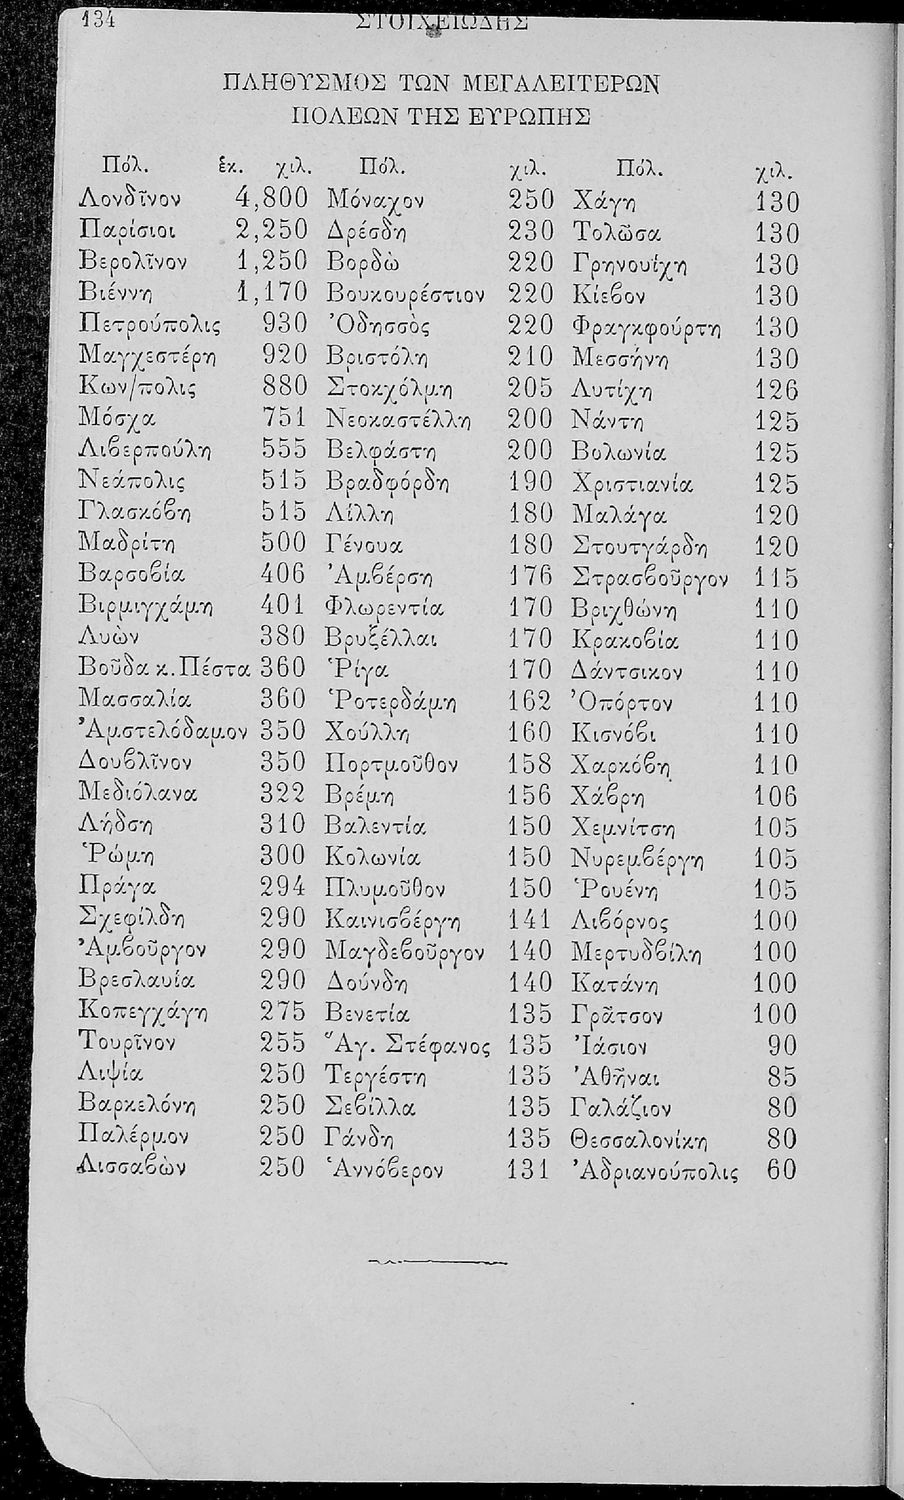 134 ΣΤΟΙΧΕΙΩΔΗΣ
ΠΛΗΘΥΣΜΟΣ ΤΩΝ ΜΕΓΑΛΕΙΤΕΡΩΝ
ΠΟΛΕΩΝ ΤΗΣ ΕΥΡΩΠΗΣ
Πόλ. ἑκ. χιλ. Πόλ. χιλ. Πόλ. χιλ.
Λονδῖνον 4,800 Μόναχον 250 Χάγη 130
Παρίσιοι 2,250 Δρέσδη 230 Τολῶσα 130
Βερολῖνον 1,250 Βορδὼ 220 Γρηνουίχη 130
Βιέννη 1,170 Βουκουρέστιον 220 Κίεβον 130
Πετρούπολις 930 Ὀδησσὸς 220 Φραγκφούρτη 130
Μαγχεστέρη 920 Βριστόλη 210 Μεσσήνη 130
Κων/πολις 880 Στοκχόλμη 205 Λυτίχη 126
Μόσχα 751 Νεοκαστέλλη 200 Νάντη 125
Λιβερπούλη 555 Βελφάστη 200 Βολωνία 125
Νεάπολις 515 Βραδφόρδη 190 Χριστιανία 125
Γλασκόβη 515 Λίλλη 180 Μαλάγα 120
Μαδρίτη 500 Γένουα 180 Στουτγάρδη 120
Βαρσοβία 406 Ἀμβέρση 176 Στρασβοῦργον 115
Βιρμιγχάμη 401 Φλωρεντία 170 Βριχθώνη 110
Λυὼν 380 Βρυξέλλαι 170 Κρακοβία 110
Βοῦδα κ. Πέστα 360 Ῥίγα 170 Δάντσικον 110
Μασσαλία 360 Ῥοτερδάμη 162 Ὀπόρτον 110
Ἀμστελόδαμον 350 Χούλλη 160 Κισνόβι 110
Δουβλῖνον 350 Πορτμοῦθον 158 Χαρκόβη 110
Μεδιόλανα 322 Βρέμη 156 Χάβρη 106
Λήδση 310 Βαλεντία 150 Χεμνίτση 105
Ῥώμη 300 Κολωνία 150 Νυρεμβέργη 105
Πράγα 294 Πλυμοῦθον 150 Ῥουένη 105
Σχεφίλδη 290 Καινισβέργη 141 Λιβόρνος 100
Ἀμβοῦργον 290 Μαγδεβοῦργον 140 Μερτυδβίλη 100
Βρεσλαυία 290 Δούνδη 140 Κατάνη 100
Κοπεγχάγη 275 Βενετία 135 Γρᾶτσον 100
Τουρῖνον 255 Ἅγ. Στέφανος 135 Ἰάσιον 90
Λιψία 250 Τεργέστη 135 Ἀθῆναι 85
Βαρκελόνη 250 Σεβίλλα 135 Γαλάζιον 80
Παλέρμον 250 Γάνδη 135 Θεσσαλονίκη 80
Λισσαβὼν 250 Ἁννόβερον 131 Ἀδριανούπολις 60